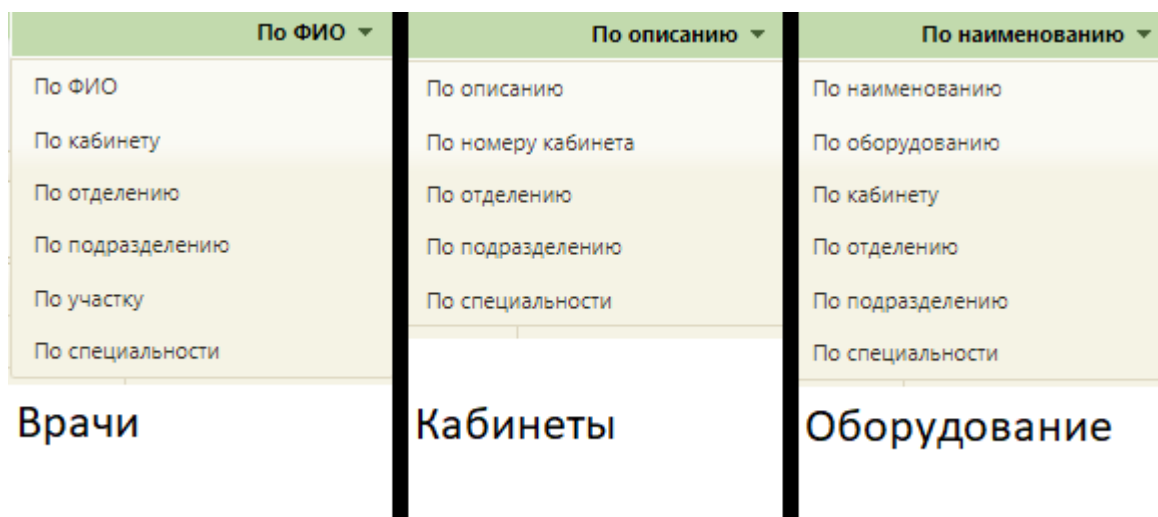 По ФИО
По ФИО
По кабинету
По отделению
По подразделению
По участку
По специальности
Врачи
По описанию
По описанию
По номеру кабинета
По отделению
По подразделению
По специальности
Кабинеты
По наименованию
По наименованию
По оборудованию
По кабинету
По отделению
По подразделению
По специальности
Оборудование